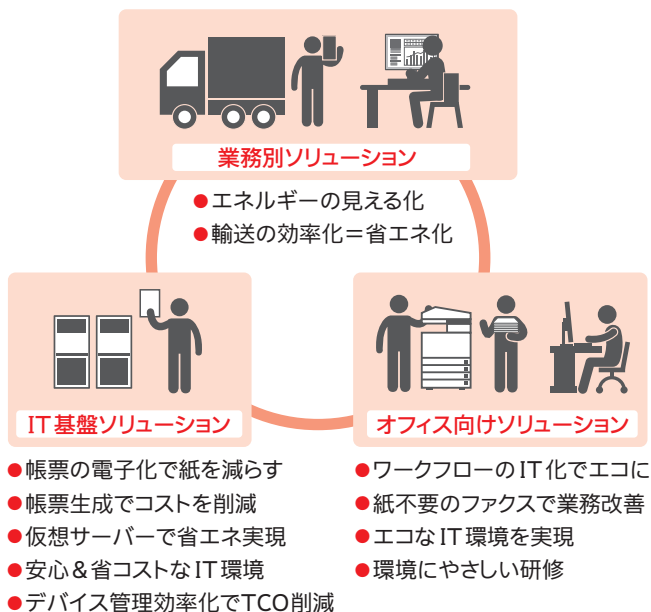 業務別ソリューション
●エネルギーの見える化
●輸送の効率化＝省エネ化
IT基盤ソリューション
●帳票の電子化で紙を減らす
●帳票生成でコストを削減
●仮想サーバーで省エネ実現
●安心＆省コストなIT環境
●デバイス管理効率化でTCO削減
オフィス向けソリューション
●ワークフローのIT化でエコに
●紙不要のファクスで業務改善
●エコなIT環境を実現
●環境にやさしい研修